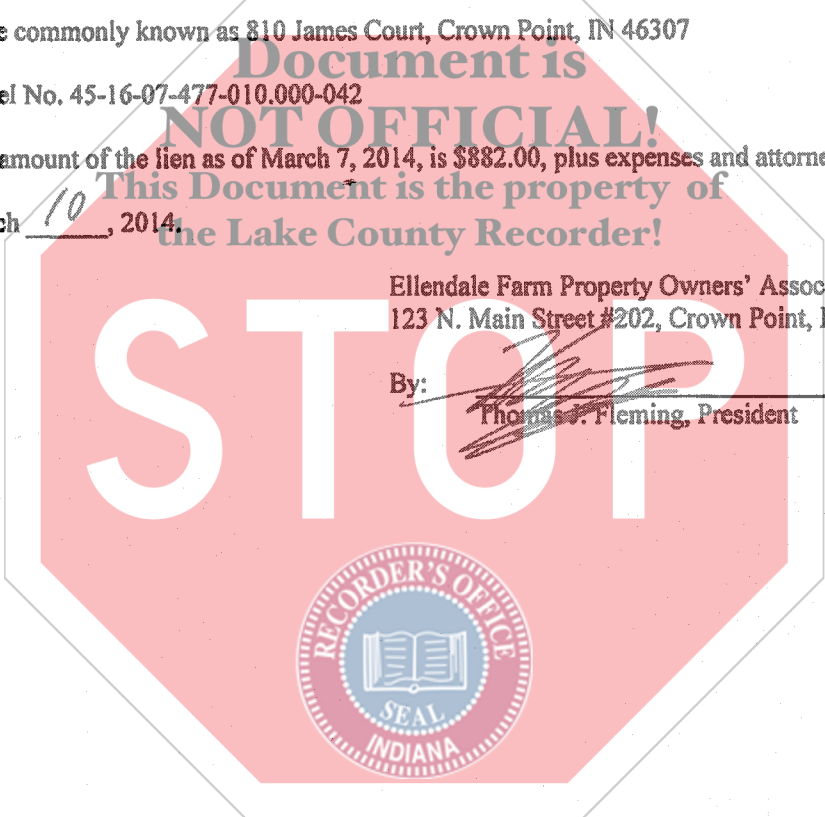 e commonly known as 810 James Court, Crown Point, IN 46307
Document is
el No. 45-16-07-477-010.000-042
NOT OFFICIAL!
amount of the lien as of March 7, 2014, is $882.00, plus expenses and attorne
This Document is the property of
ch 10, 2014.
the Lake County Recorder!
Ellendale Farm Property Owners' Assoc
123 N. Main Street #202, Crown Point, I
By:
Thomas J. Fleming, President
STOP
RECORDER'S OFFICE
SEAL
INDIANA